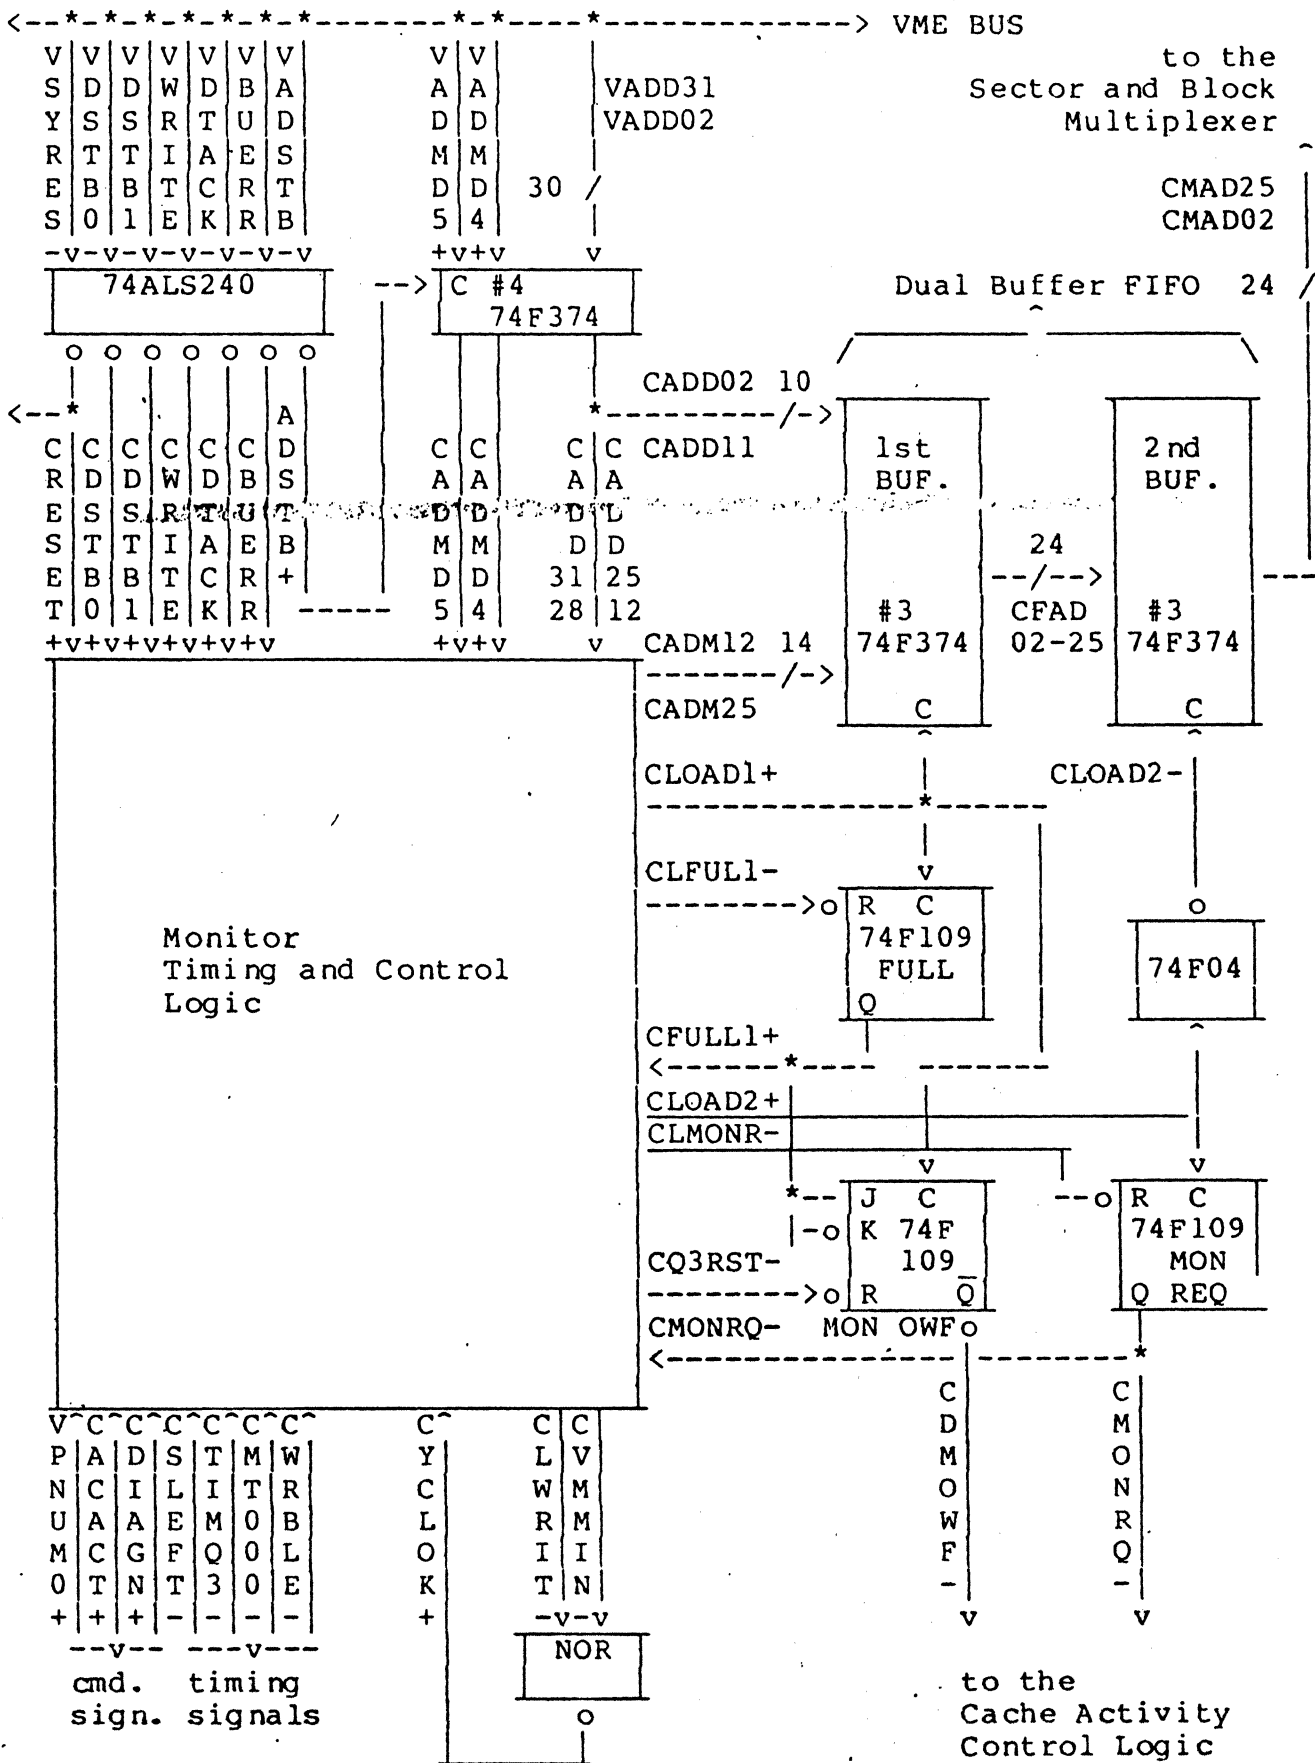 <--*-*-*-*-*-*-*--------*-*-----*--------------> VME BUS
to the
Sector and Block
Multiplexer
VSYRES
VDSTB0
VDSTB1
VWRITE
VDTACK
VBUERR
VADSTB
VADMD5
VADMD4
VADD31
VADD02
30 /
CMAD25
CMAD02
-v-v-v-v-v-v-v
+v+v v
74ALS240
--> C #4
74F374
Dual Buffer FIFO 24 /
o o o o o o o
CADD02 10
<--*
*---------/->
CADD11
CRESET
CDSTB0
CDSTB1
CWRITE
CDTACK
CBUERR
ADSTB+
CADMD5
CADMD4
CADD
31
28
CALD
25
12
1st
BUF.
#3
74F374
C
24
--/-->
CFAD
02-25
2nd
BUF.
#3
74F374
C
+v+v+v+v+v+v
+v+v v
CADM12 14
-------/->
CADM25
CLOAD1+
CLOAD2-
CLFUL1-
-------->o R C
74F109
FULL
Q
o
74F04
Monitor
Timing and Control
Logic
CFULL1+
<------*----
CLOAD2+
CLMONR-
*-- J C
|-o K 74F
109
CQ3RST-
-------->o R Q
--o R C
74F109
MON
Q REQ
CMONRQ- MON OWF o
<-------------- ----------*
VPNUM0+
CACACT+
CDIAGN+
CSLEFT-
CTIMQ3-
CMT000-
CWRBLE-
CYCLOK+
CLWRIT-
CVMMIN-
CDMOWF-
CMONRQ-
v v
--v-- ---v----
NOR
o
cmd. timing
sign. signals
to the
Cache Activity
Control Logic